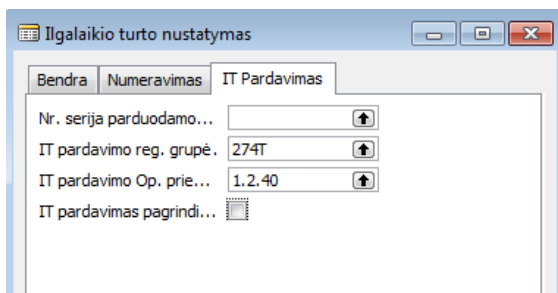 Ilgalaikio turto nustatymas
Bendra Numeravimas IT Pardavimas
Nr. serija parduodamo...
IT pardavimo reg. grupė. 274T
IT pardavimo Op. prie... 1.2.40
IT pardavimas pagrindi...